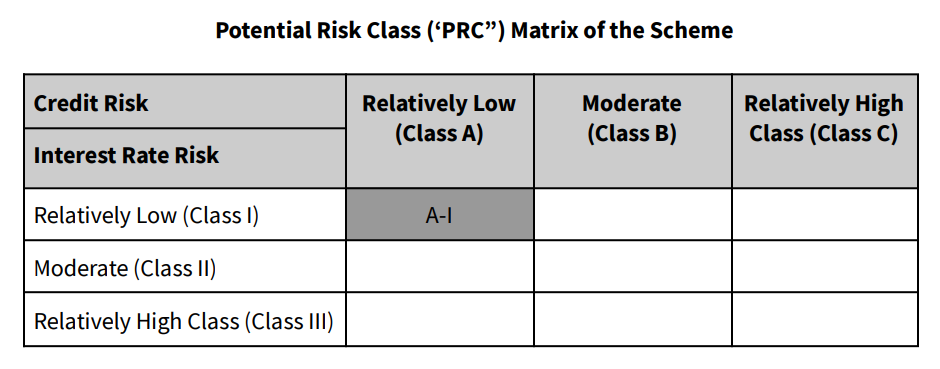 Potential Risk Class (‘PRC”) Matrix of the Scheme
Credit Risk
Relatively Low
(Class A)
Moderate
(Class B)
Relatively High
Class (Class C)
Interest Rate Risk
Relatively Low (Class I)
A-I
Moderate (Class II)
Relatively High Class (Class III)